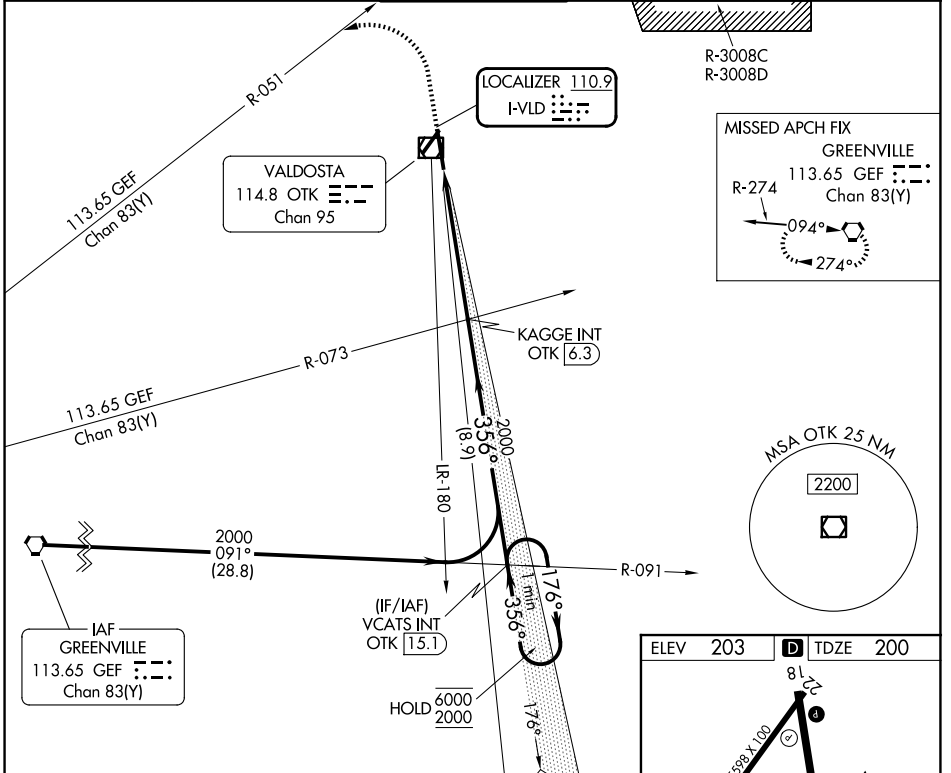 R-3008C
R-3008D
R-051
LOCALIZER 110.9
I-VLD
113.65 GEF
Chan 83(Y)
VALDOSTA
114.8 OTK
Chan 95
MISSED APCH FIX
GREENVILLE
113.65 GEF
Chan 83(Y)
R-274
094°
274°
KAGGE INT
OTK 6.3
R-073
113.65 GEF
Chan 83(Y)
2000
356°
(8.9)
LR-180
MSA OTK 25 NM
2200
2000
091°
(28.8)
R-091
(IF/IAF)
VCATS INT
OTK 15.1
1 min
176°
356°
IAF
GREENVILLE
113.65 GEF
Chan 83(Y)
HOLD 6000
2000
176°
ELEV 203 D TDZE 200
22
18
P
P
5598 X 100